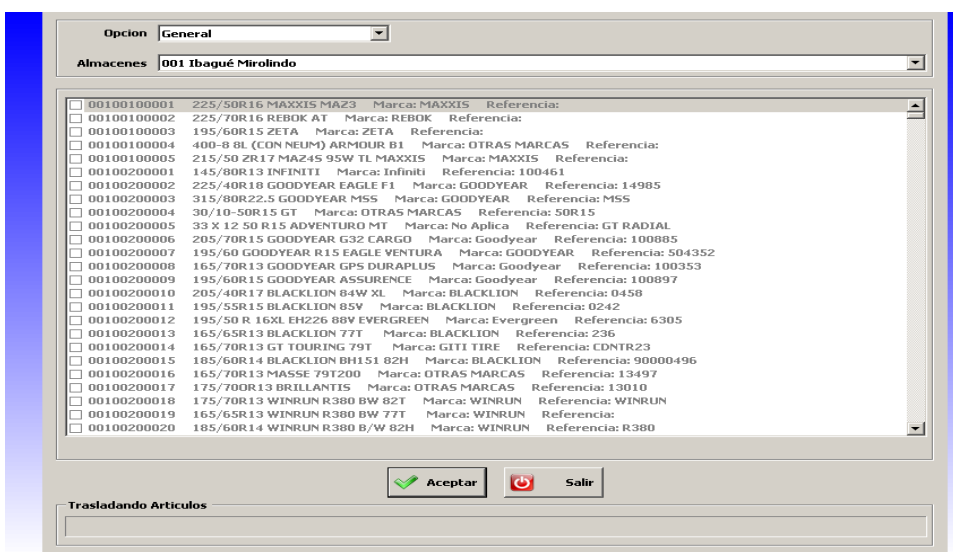 Opcion General
Almacenes 001 Ibagué Mirolindo
00100100001 225/50R16 MAXXIS MAZ3 Marca: MAXXIS Referencia:
00100100002 225/70R16 REBOK AT Marca: REBOK Referencia:
00100100003 195/60R15 ZETA Marca: ZETA Referencia:
00100100004 400-8 8L (CON NEUM) ARMOUR B1 Marca: OTRAS MARCAS Referencia:
00100100005 215/50 ZR17 MAZ4S 95W TL MAXXIS Marca: MAXXIS Referencia:
00100200001 145/80R13 INFINITI Marca: Infiniti Referencia: 100461
00100200002 225/40R18 GOODYEAR EAGLE F1 Marca: GOODYEAR Referencia: 14985
00100200003 315/80R22.5 GOODYEAR MSS Marca: GOODYEAR Referencia: MSS
00100200004 30/10-50R15 GT Marca: OTRAS MARCAS Referencia: 50R15
00100200005 33 X 12 50 R15 ADVENTURO MT Marca: No Aplica Referencia: GT RADIAL
00100200006 205/70R15 GOODYEAR G32 CARGO Marca: Goodyear Referencia: 100885
00100200007 195/60 GOODYEAR R15 EAGLE VENTURA Marca: GOODYEAR Referencia: 504352
00100200008 165/70R13 GOODYEAR GPS DURAPLUS Marca: Goodyear Referencia: 100353
00100200009 195/60R15 GOODYEAR ASSURENCE Marca: Goodyear Referencia: 100897
00100200010 205/40R17 BLACKLION 84W XL Marca: BLACKLION Referencia: 0458
00100200011 195/55R15 BLACKLION 85V Marca: BLACKLION Referencia: 0242
00100200012 195/50 R 16XL EH226 88V EVERGREEN Marca: Evergreen Referencia: 6305
00100200013 165/65R13 BLACKLION 77T Marca: BLACKLION Referencia: 236
00100200014 165/70R13 GT TURISMO 79T Marca: GITI TIRE Referencia: CDNTR23
00100200015 185/60R14 BLACKLION BH151 82H Marca: BLACKLION Referencia: 90000496
00100200016 165/70R13 MASSE 79T200 Marca: OTRAS MARCAS Referencia: 13497
00100200017 175/700R13 BRILLANTIS Marca: OTRAS MARCAS Referencia: 13010
00100200018 175/70R13 WINRUN R380 BW 82T Marca: WINRUN Referencia: WINRUN
00100200019 165/65R13 WINRUN R380 BW 77T Marca: WINRUN Referencia:
00100200020 185/60R14 WINRUN R380 B/W 82H Marca: WINRUN Referencia: R380
Aceptar Salir
Trasladando Articulos